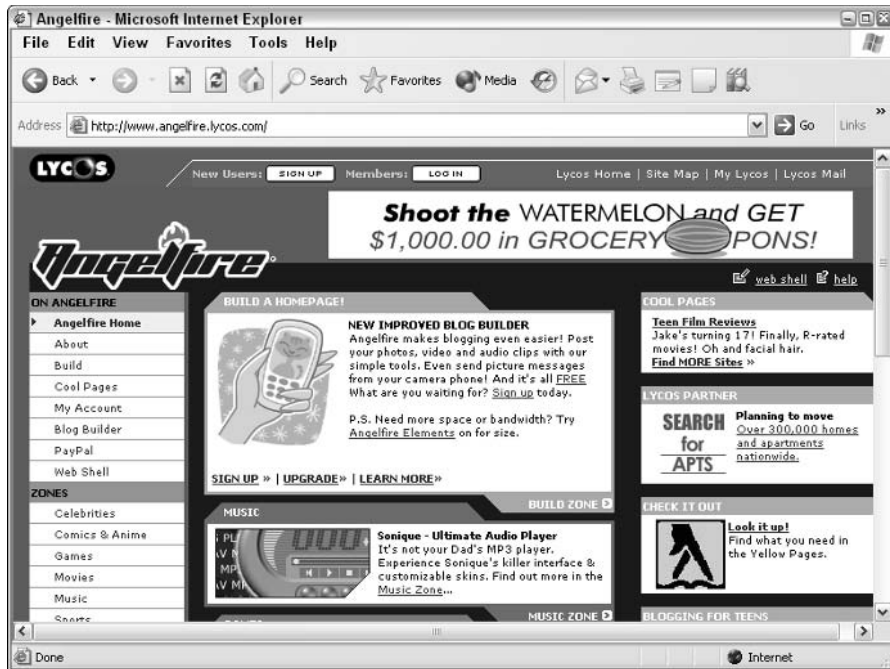 Angelfire - Microsoft Internet Explorer
File Edit View Favorites Tools Help
Back Search Favorites Media
Address http://www.angelfire.lycos.com/ Go Links »
LYCOS
New Users: SIGN UP Members: LOG IN Lycos Home | Site Map | My Lycos | Lycos Mail
Shoot the WATERMELON and GET
$1,000.00 in GROCERY PONS!
Angelfire
web shell help
ON ANGELFIRE
Angelfire Home
About
Build
Cool Pages
My Account
Blog Builder
PayPal
Web Shell
ZONES
Celebrities
Comics & Anime
Games
Movies
Music
Sports
BUILD A HOMEPAGE!
NEW IMPROVED BLOG BUILDER
Angelfire makes blogging even easier! Post
your photos, video and audio clips with our
simple tools. Even send picture messages
from your camera phone! And it's all FREE
What are you waiting for? Sign up today.
P.S. Need more space or bandwidth? Try
Angelfire Elements on for size.
SIGN UP » | UPGRADE» | LEARN MORE»
BUILD ZONE
MUSIC
Sonique - Ultimate Audio Player
It's not your Dad's MP3 player.
Experience Sonique's killer interface &
customizable skins. Find out more in the
Music Zone...
MUSIC ZONE
COOL PAGES
Teen Film Reviews
Jake's turning 17! Finally, R-rated
movies! Oh and facial hair.
Find MORE Sites »
LYCOS PARTNER
SEARCH
for
APTS
Planning to move
Over 300,000 homes
and apartments
nationwide.
CHECK IT OUT
Look it up!
Find what you need in
the Yellow Pages.
BLOGGING FOR TEENS
Done Internet